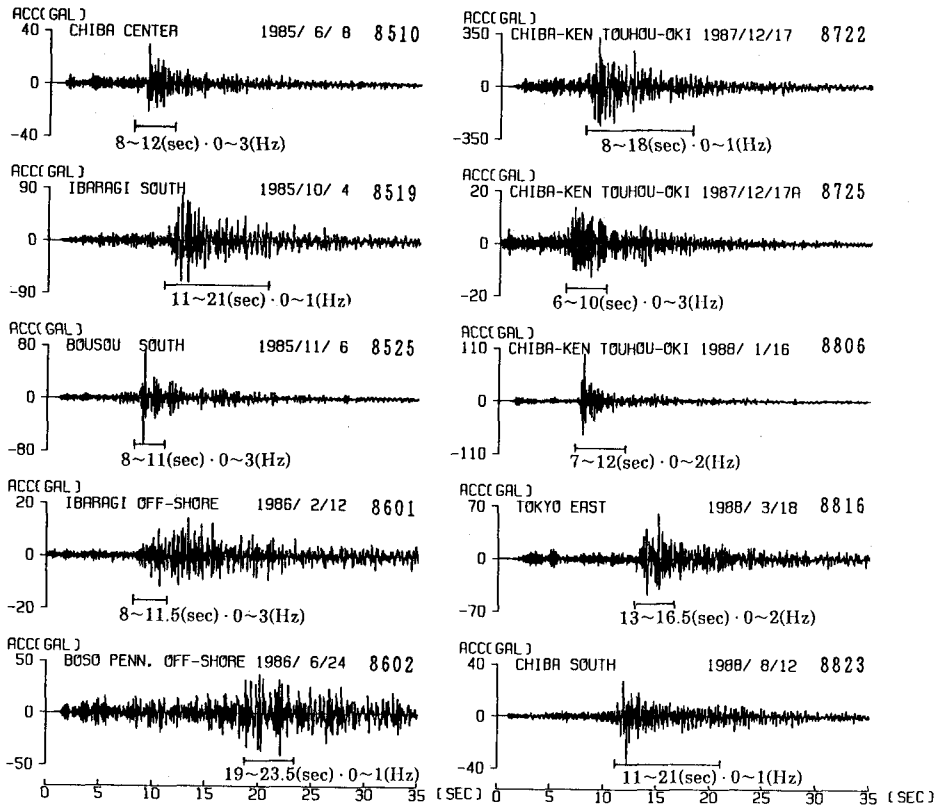 ACC(GAL)
40 CHIBA CENTER 1985/ 6/ 8 8510
0
-40
8~12(sec)·0~3(Hz)
ACC(GAL)
90 IBARAGI SOUTH 1985/10/ 4 8519
0
-90
11~21(sec)·0~1(Hz)
ACC(GAL)
80 BOUSOU SOUTH 1985/11/ 6 8525
0
-80
8~11(sec)·0~3(Hz)
ACC(GAL)
20 IBARAGI OFF-SHORE 1986/ 2/12 8601
0
-20
8~11.5(sec)·0~3(Hz)
ACC(GAL)
50 BOSO PENN. OFF-SHORE 1986/ 6/24 8602
0
-50
19~23.5(sec)·0~1(Hz)
0 5 10 15 20 25 30 35 (SEC)
ACC(GAL)
350 CHIBA-KEN TOUHOU-OKI 1987/12/17 8722
0
-350
8~18(sec)·0~1(Hz)
ACC(GAL)
20 CHIBA-KEN TOUHOU-OKI 1987/12/17A 8725
0
-20
6~10(sec)·0~3(Hz)
ACC(GAL)
110 CHIBA-KEN TOUHOU-OKI 1988/ 1/16 8806
0
-110
7~12(sec)·0~2(Hz)
ACC(GAL)
70 TOKYO EAST 1988/ 3/18 8816
0
-70
13~16.5(sec)·0~2(Hz)
ACC(GAL)
40 CHIBA SOUTH 1988/ 8/12 8823
0
-40
11~21(sec)·0~1(Hz)
0 5 10 15 20 25 30 35 (SEC)